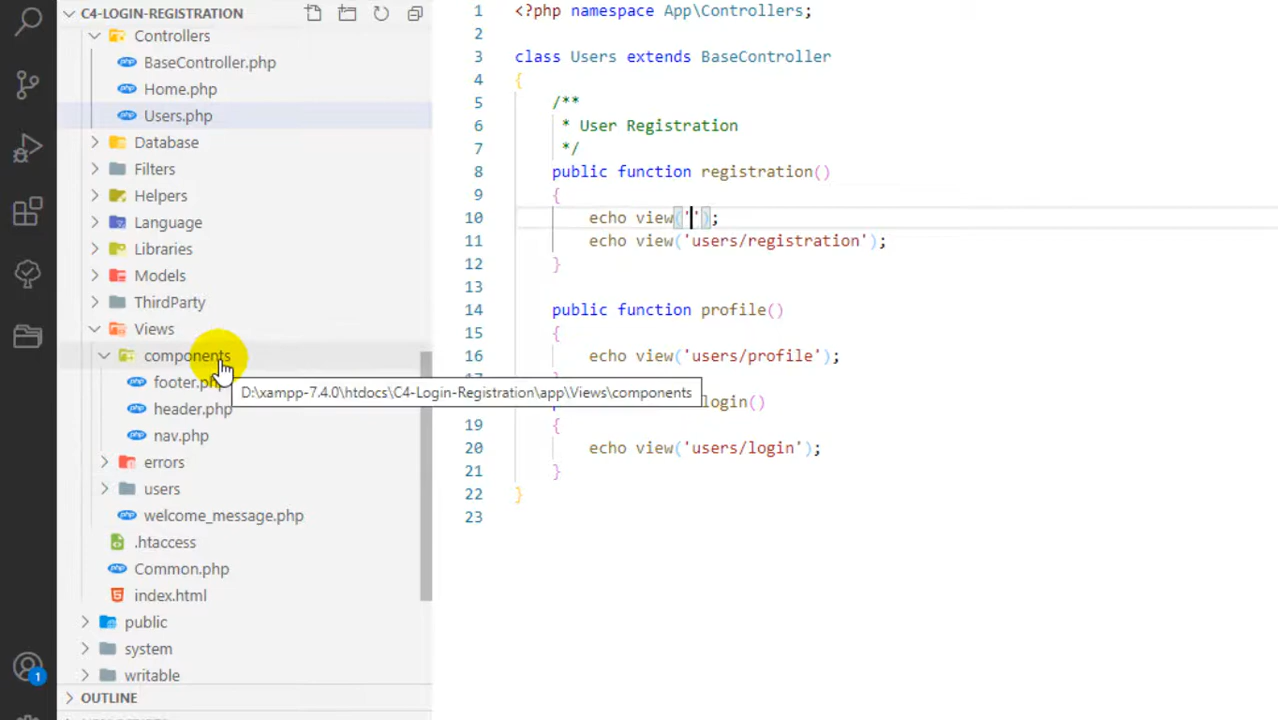 C4-LOGIN-REGISTRATION
Controllers
BaseController.php
Home.php
Users.php
Database
Filters
Helpers
Language
Libraries
Models
ThirdParty
Views
components
footer.php
D:\xampp-7.4.0\htdocs\C4-Login-Registration\app\Views\components
header.php
nav.php
errors
users
welcome_message.php
.htaccess
Common.php
index.html
public
system
writable
OUTLINE
1
1 <?php namespace App\Controllers;
2
3 class Users extends BaseController
4 {
5 /**
6 * User Registration
7 */
8 public function registration()
9 {
10 echo view('');
11 echo view('users/registration');
12 }
13
14 public function profile()
15 {
16 echo view('users/profile');
login()
19 {
20 echo view('users/login');
21 }
22 }
23